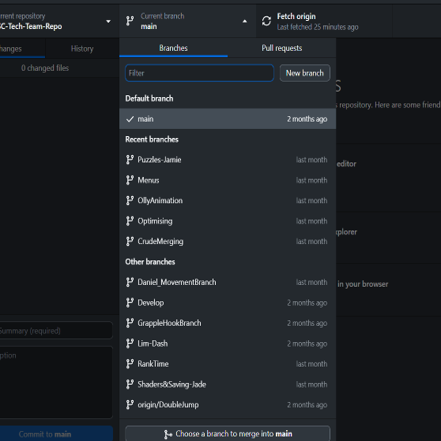 rrent repository
C-Tech-Team-Repo
Current branch
main
Fetch origin
Last fetched 25 minutes ago
hanges
History
Branches
Pull requests
0 changed files
Filter
New branch
Default branch
main 2 months ago
Recent branches
Puzzles-Jamie last month
Menus last month
OllyAnimation last month
Optimising last month
CrudeMerging last month
Other branches
Daniel_MovementBranch last month
Develop 2 months ago
GrappleHookBranch 2 months ago
Lim-Dash 2 months ago
RankTime last month
Shaders&Saving-Jade last month
origin/DoubleJump 2 months ago
Choose a branch to merge into main
s
s repository. Here are some friend
editor
xplorer
in your browser
Summary (required)
ption
Commit to main